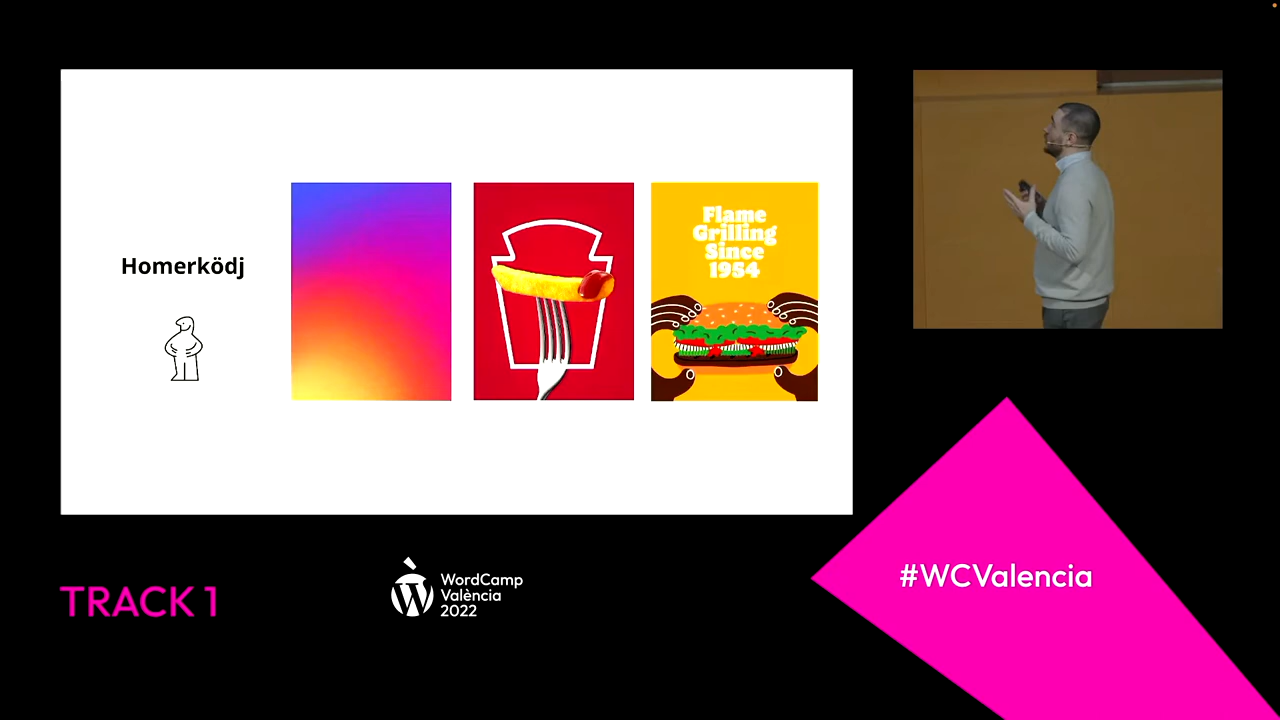 Homerködj
Flame
Grilling
Since
1954
TRACK 1
WordCamp
València
2022
#WCValencia